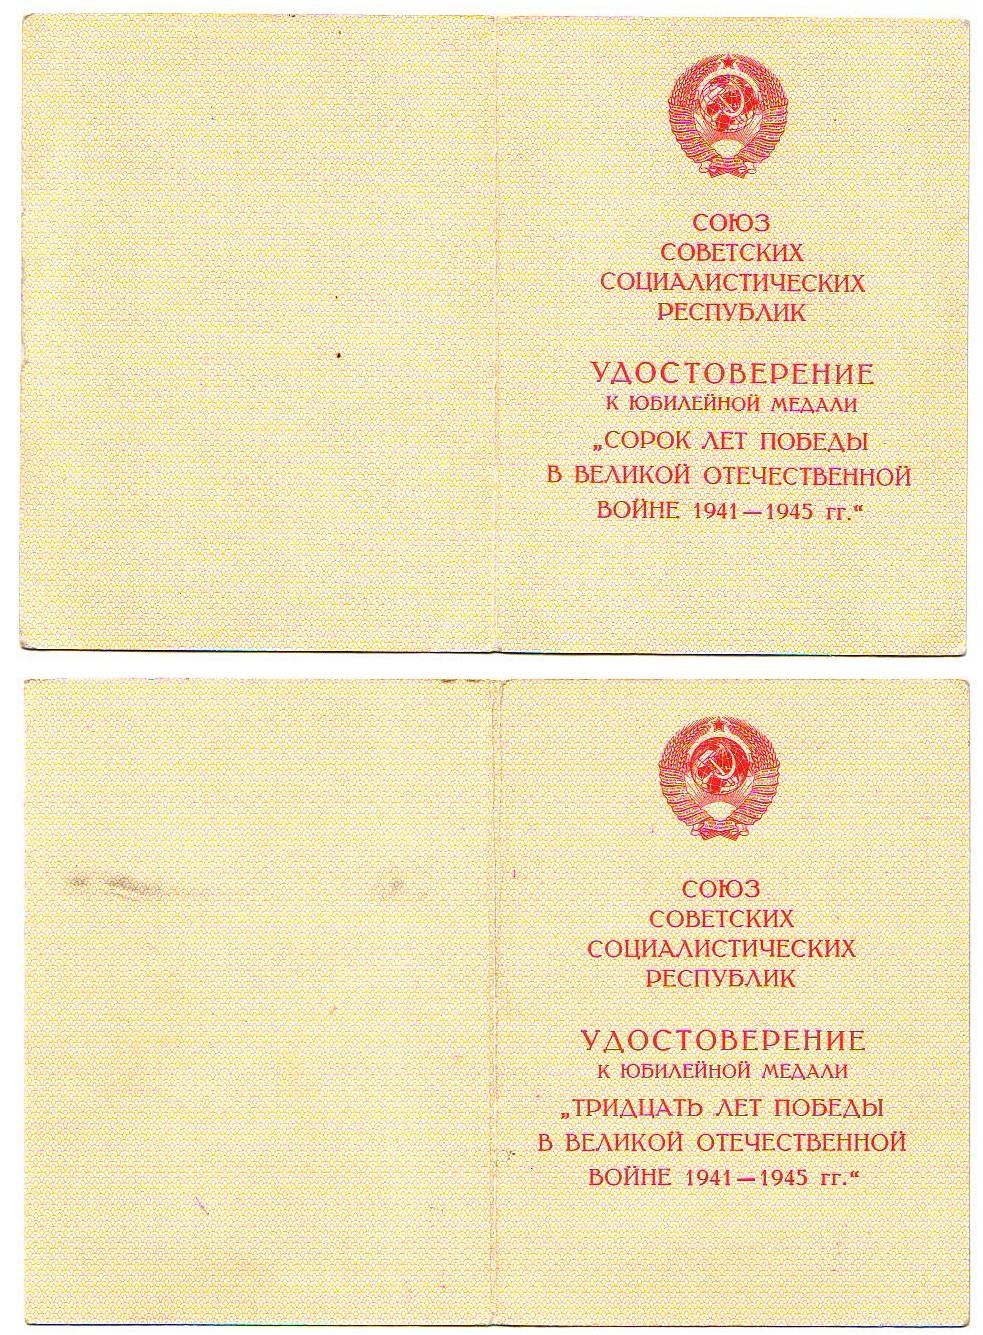 СОЮЗ
СОВЕТСКИХ
СОЦИАЛИСТИЧЕСКИХ
РЕСПУБЛИК
УДОСТОВЕРЕНИЕ
К ЮБИЛЕЙНОЙ МЕДАЛИ
„СОРОК ЛЕТ ПОБЕДЫ
В ВЕЛИКОЙ ОТЕЧЕСТВЕННОЙ
ВОЙНЕ 1941—1945 гг.“
СОЮЗ
СОВЕТСКИХ
СОЦИАЛИСТИЧЕСКИХ
РЕСПУБЛИК
УДОСТОВЕРЕНИЕ
К ЮБИЛЕЙНОЙ МЕДАЛИ
„ТРИДЦАТЬ ЛЕТ ПОБЕДЫ
В ВЕЛИКОЙ ОТЕЧЕСТВЕННОЙ
ВОЙНЕ 1941—1945 гг.“